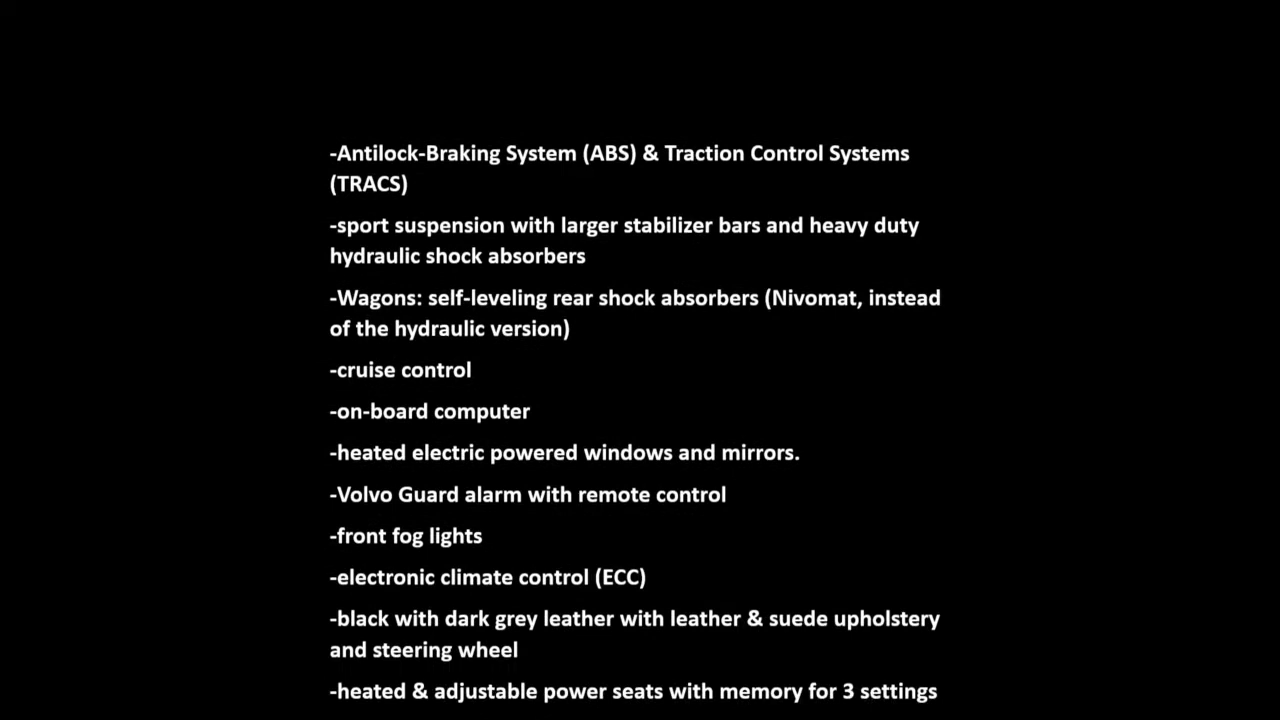 -Antilock-Braking System (ABS) & Traction Control Systems
(TRACS)
-sport suspension with larger stabilizer bars and heavy duty
hydraulic shock absorbers
-Wagons: self-leveling rear shock absorbers (Nivomat, instead
of the hydraulic version)
-cruise control
-on-board computer
-heated electric powered windows and mirrors.
-Volvo Guard alarm with remote control
-front fog lights
-electronic climate control (ECC)
-black with dark grey leather with leather & suede upholstery
and steering wheel
-heated & adjustable power seats with memory for 3 settings